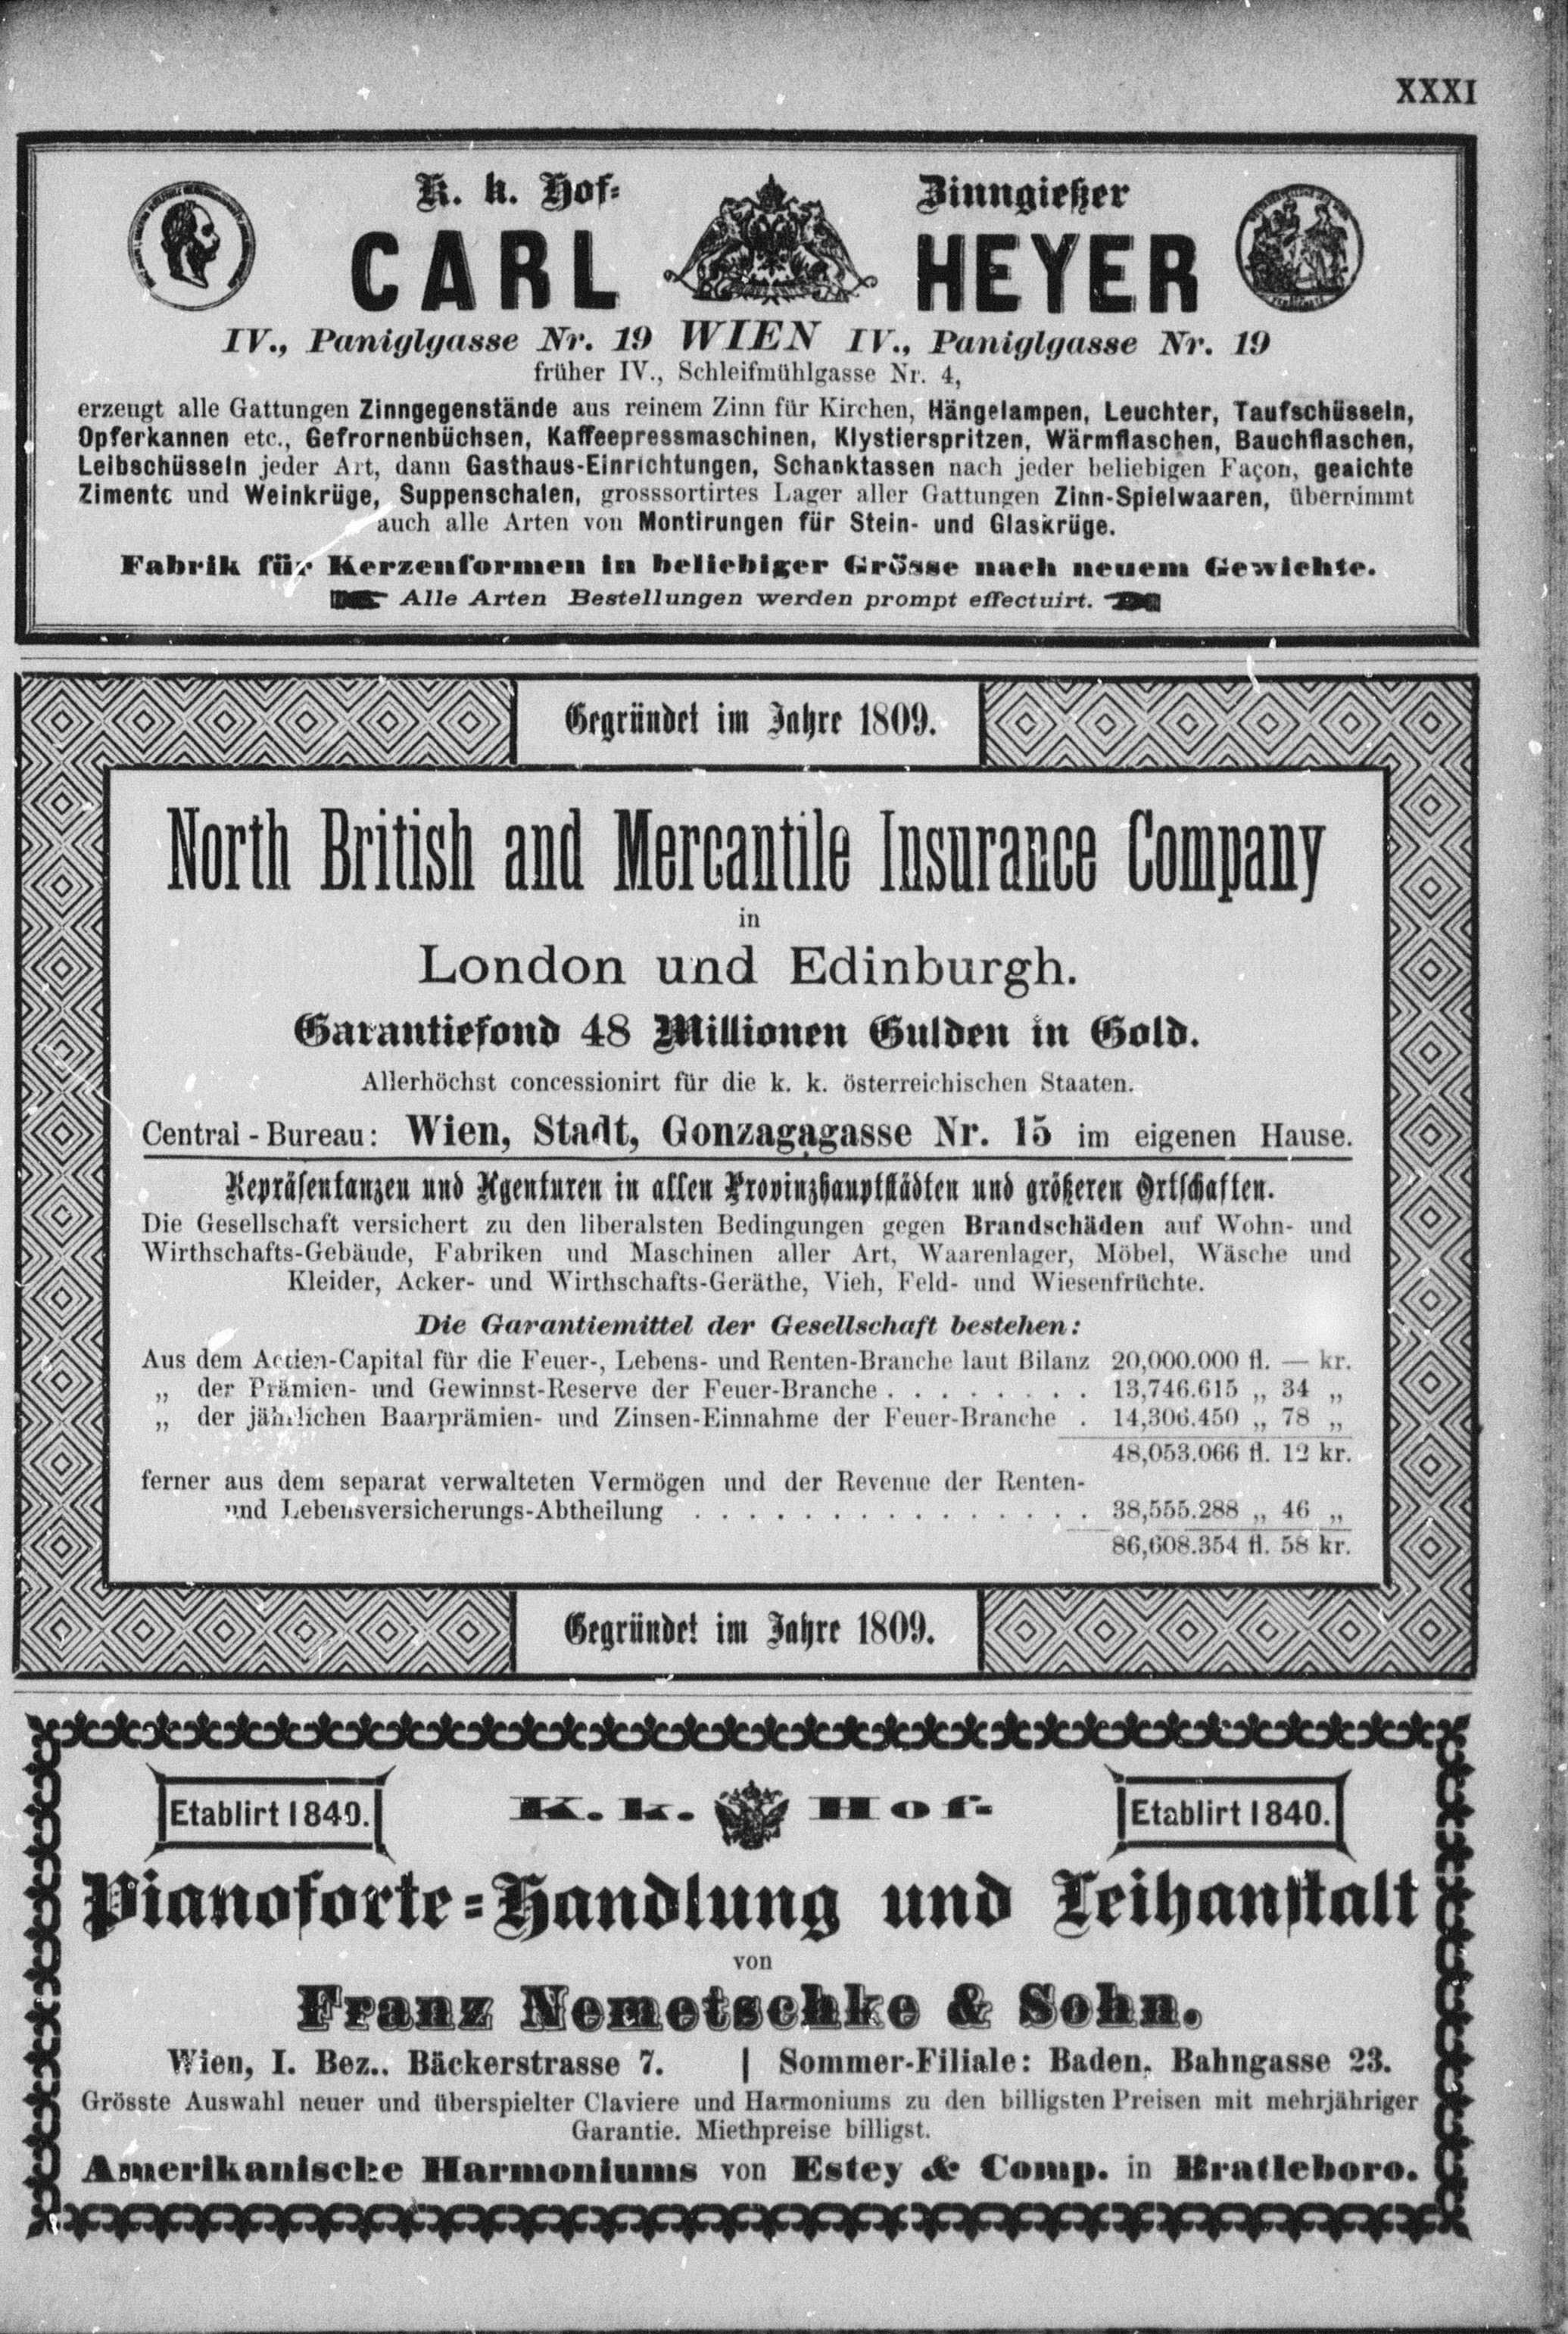 XXXI
K. k. Hof- Zinngießer
CARL HEYER
IV., Paniglgasse Nr. 19 WIEN IV., Paniglgasse Nr. 19
früher IV., Schleifmühlgasse Nr. 4,
erzeugt alle Gattungen Zinngegenstände aus reinem Zinn für Kirchen, Hängelampen, Leuchter, Taufschüsseln,
Opferkannen etc., Gefrornenbüchsen, Kaffeepressmaschinen, Klystierspritzen, Wärmflaschen, Bauchflaschen,
Leibschüsseln jeder Art, dann Gasthaus-Einrichtungen, Schanktassen nach jeder beliebigen Façon, geaichte
Zimente und Weinkrüge, Suppenschalen, grosssortirtes Lager aller Gattungen Zinn-Spielwaaren, übernimmt
auch alle Arten von Montirungen für Stein- und Glaskrüge.
Fabrik für Kerzenformen in beliebiger Grösse nach neuem Gewichte.
Alle Arten Bestellungen werden prompt effectuirt.
Gegründet im Jahre 1809.
North British and Mercantile Insurance Company
in
London und Edinburgh.
Garantiefond 48 Millionen Gulden in Gold.
Allerhöchst concessionirt für die k. k. österreichischen Staaten.
Central-Bureau: Wien, Stadt, Gonzagagasse Nr. 15 im eigenen Hause.
Repräsentanzen und Agenturen in allen Provinzhauptstädten und größeren Ortschaften.
Die Gesellschaft versichert zu den liberalsten Bedingungen gegen Brandschäden auf Wohn- und
Wirthschafts-Gebäude, Fabriken und Maschinen aller Art, Waarenlager, Möbel, Wäsche und
Kleider, Acker- und Wirthschafts-Geräthe, Vieh, Feld- und Wiesenfrüchte.
Die Garantiemittel der Gesellschaft bestehen:
Aus dem Actien-Capital für die Feuer-, Lebens- und Renten-Branche laut Bilanz 20,000.000 fl. — kr.
„ der Prämien- und Gewinnst-Reserve der Feuer-Branche . . . . . . . . 13,746.615 „ 34 „
„ der jährlichen Baarprämien- und Zinsen-Einnahme der Feuer-Branche . 14,306.450 „ 78 „
48,053.066 fl. 12 kr.
ferner aus dem separat verwalteten Vermögen und der Revenue der Renten-
und Lebensversicherungs-Abtheilung . . . . . . . . . . . . . . . 38,555.288 „ 46 „
86,608.354 fl. 58 kr.
Gegründet im Jahre 1809.
Etablirt 1840. K. k. Hof- Etablirt 1840.
Pianoforte-Handlung und Leihanstalt
von
Franz Nemetschke & Sohn.
Wien, I. Bez., Bäckerstrasse 7. | Sommer-Filiale: Baden, Bahngasse 23.
Grösste Auswahl neuer und überspielter Claviere und Harmoniums zu den billigsten Preisen mit mehrjähriger
Garantie. Miethpreise billigst.
Amerikanische Harmoniums von Estey & Comp. in Bratleboro.